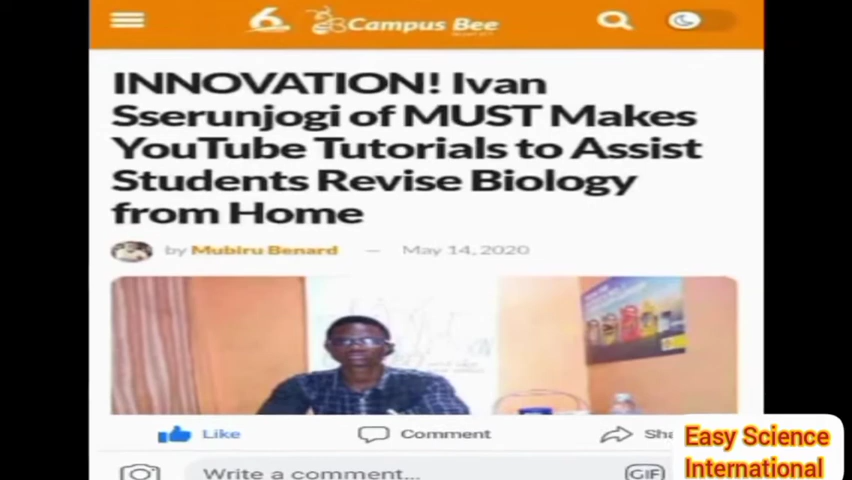 Campus Bee
INNOVATION! Ivan
Sserunjogi of MUST Makes
YouTube Tutorials to Assist
Students Revise Biology
from Home
by Mubiru Benard — May 14, 2020
Like Comment Sha
Easy Science
Write a comment... GIF
International